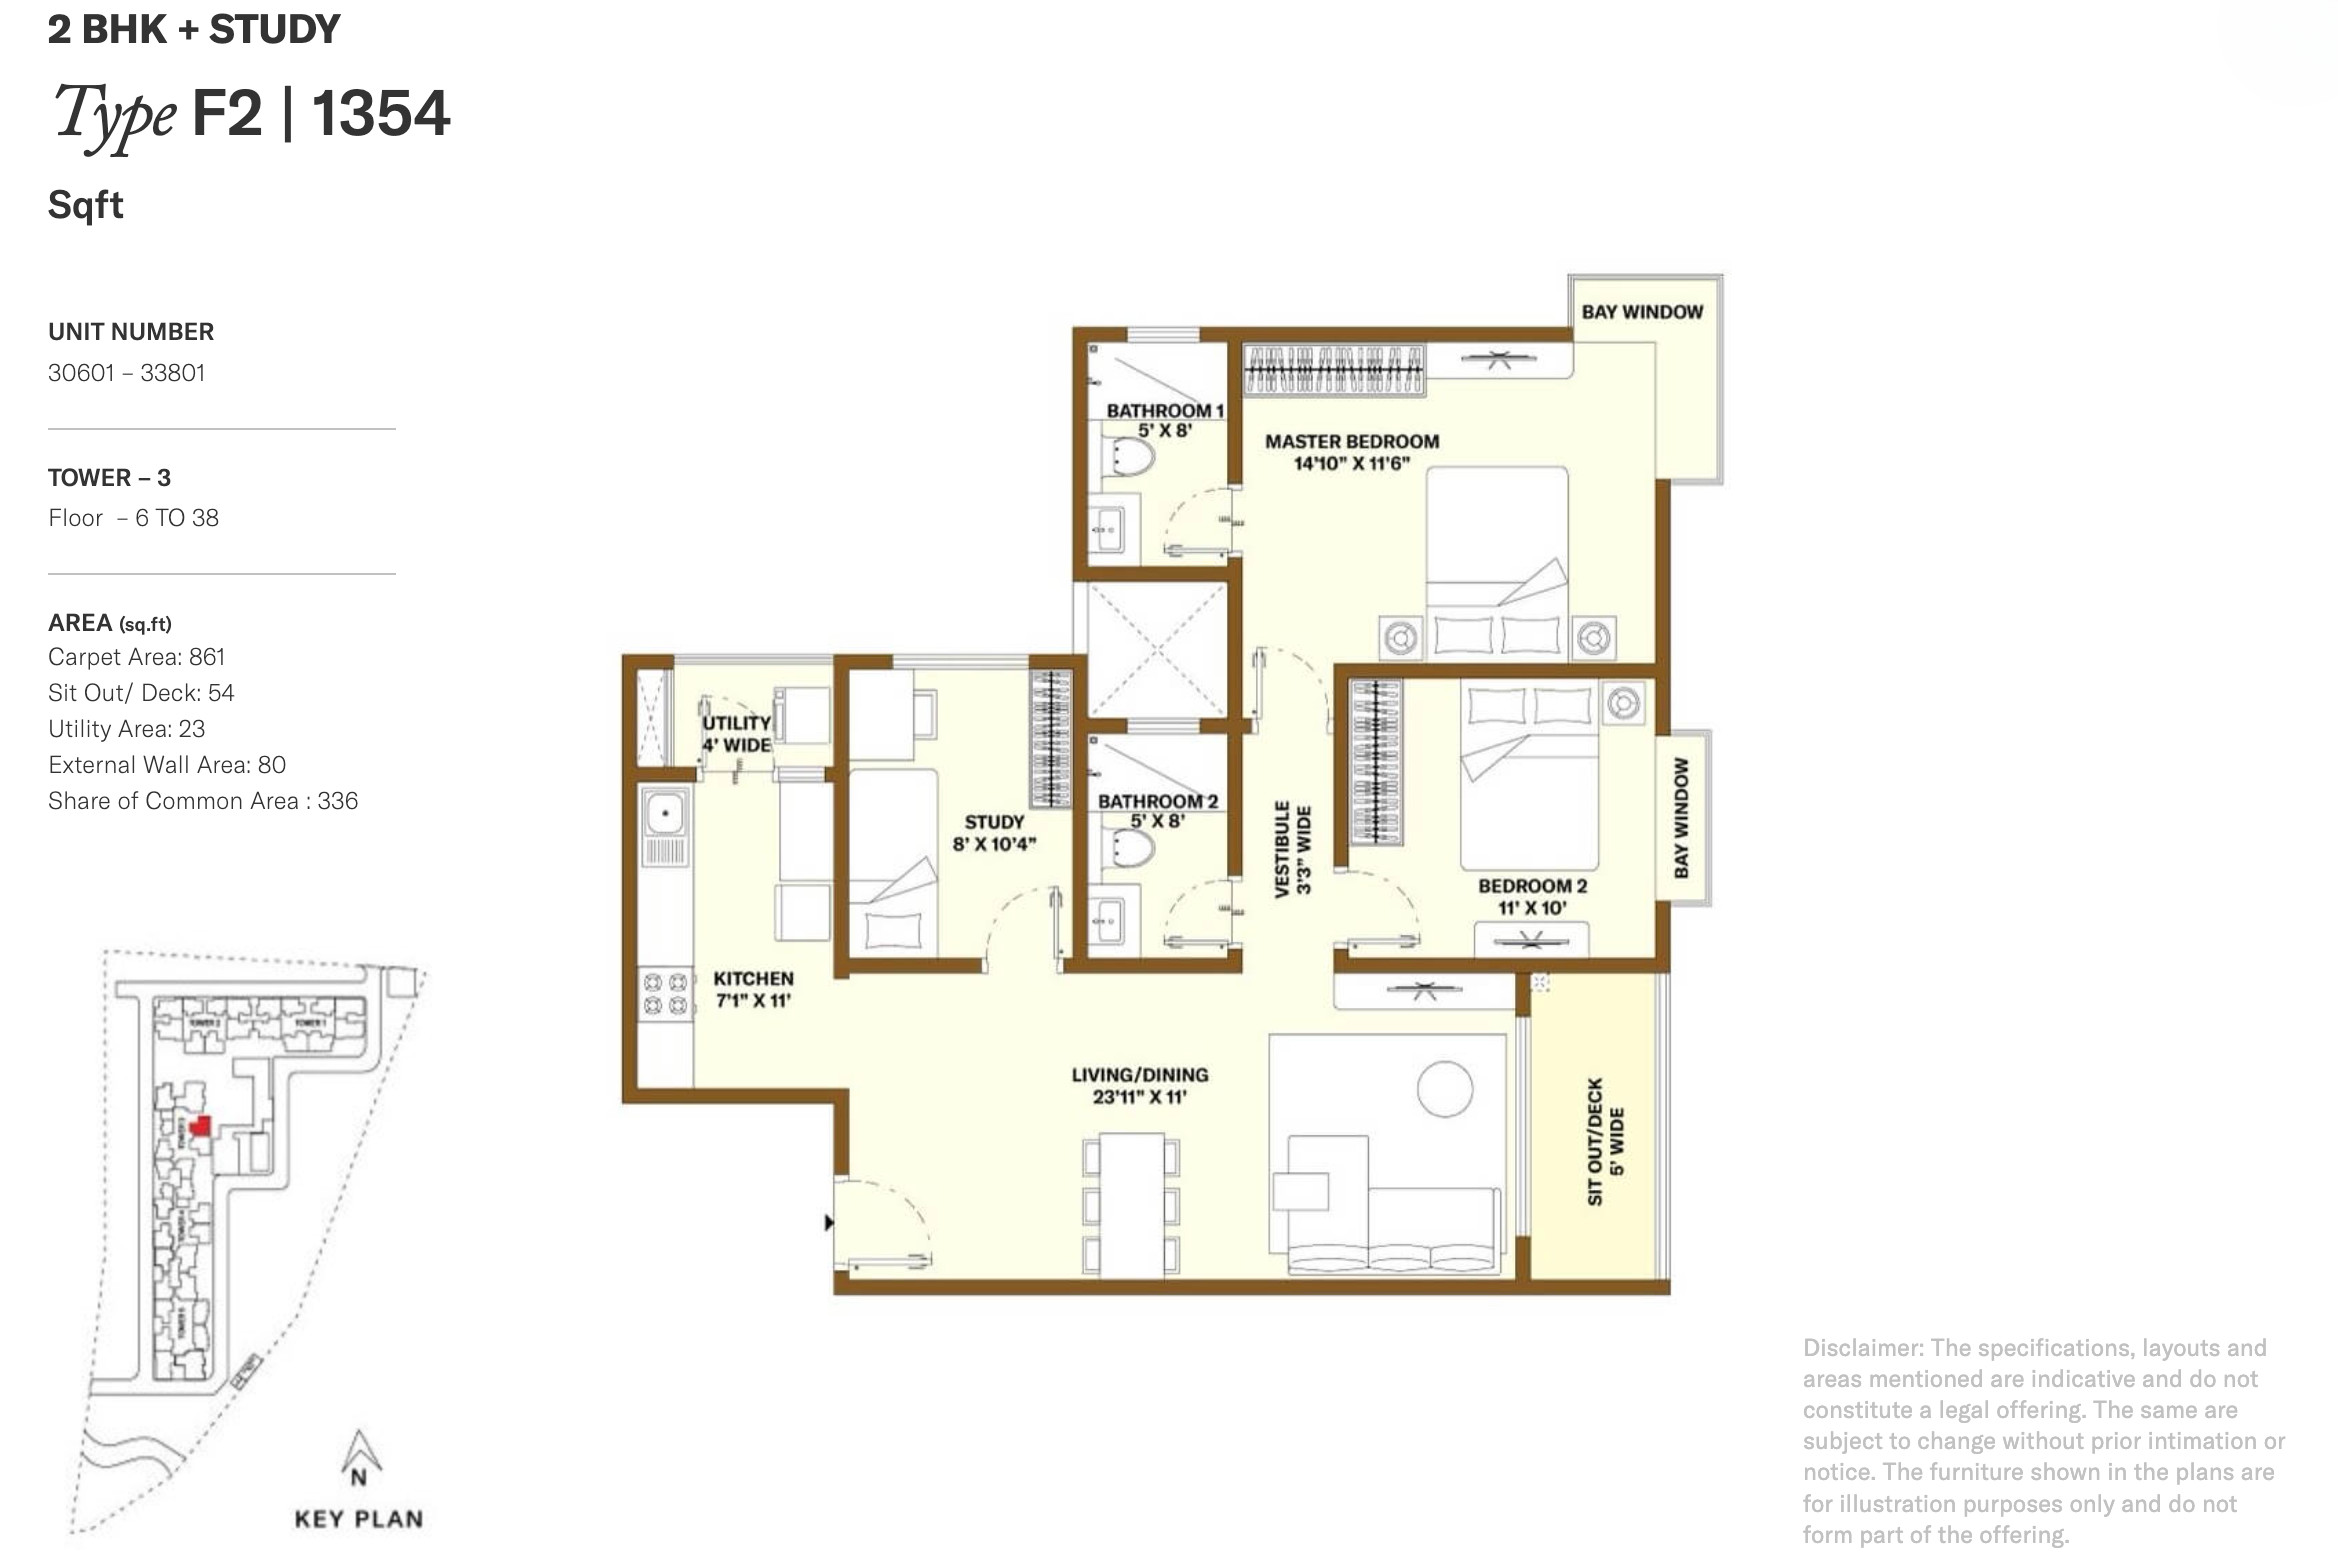 2 BHK + STUDY
Type F2 | 1354
Sqft
UNIT NUMBER
30601 – 33801
TOWER – 3
Floor – 6 TO 38
AREA (sq.ft)
Carpet Area: 861
Sit Out/ Deck: 54
Utility Area: 23
External Wall Area: 80
Share of Common Area : 336
BAY WINDOW
BATHROOM 1
5' X 8'
MASTER BEDROOM
14'10" X 11'6"
UTILITY
4' WIDE
STUDY
8' X 10'4"
BATHROOM 2
5' X 8'
VESTIBULE
3'3" WIDE
BEDROOM 2
11' X 10'
BAY WINDOW
KITCHEN
7'1" X 11'
LIVING/DINING
23'11" X 11'
SIT OUT/DECK
5' WIDE
TOWER 2
TOWER 1
N
KEY PLAN
Disclaimer: The specifications, layouts and
areas mentioned are indicative and do not
constitute a legal offering. The same are
subject to change without prior intimation or
notice. The furniture shown in the plans are
for illustration purposes only and do not
form part of the offering.